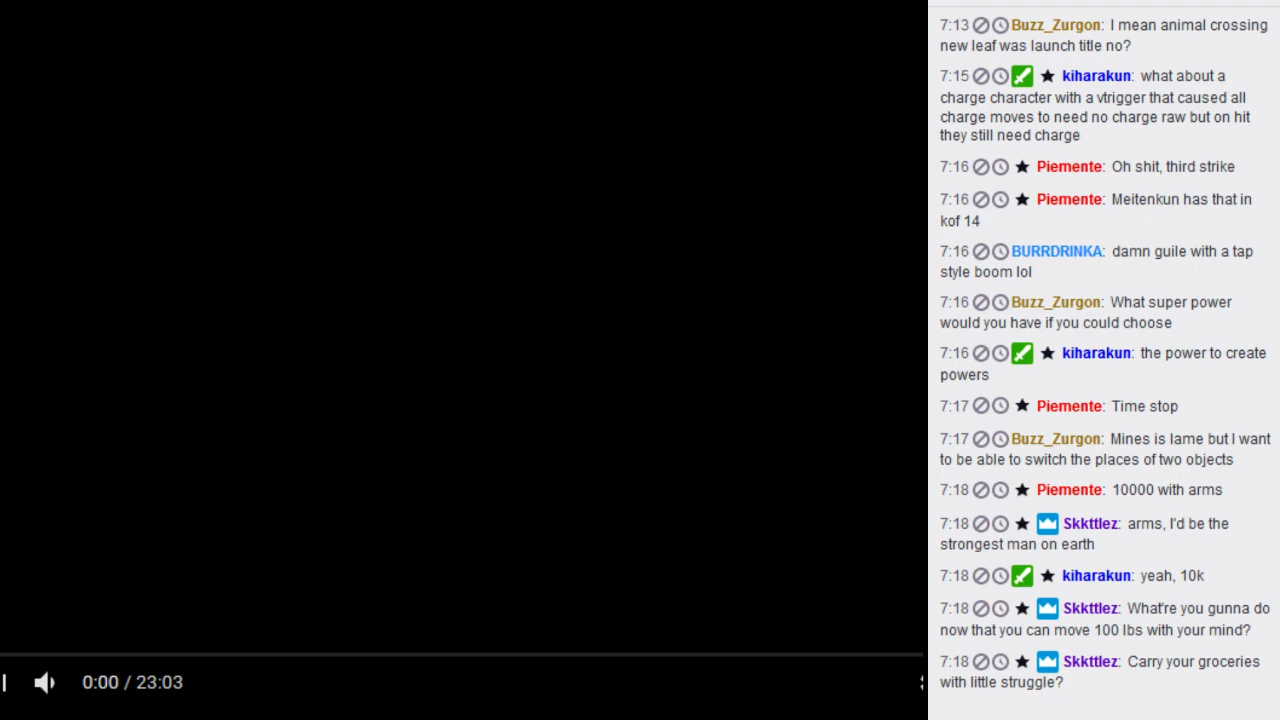 7:13 Buzz_Zurgon: I mean animal crossing
new leaf was launch title no?
7:15 kiharakun: what about a
charge character with a vtrigger that caused all
charge moves to need no charge raw but on hit
they still need charge
7:16 Piemente: Oh shit, third strike
7:16 Piemente: Meitenkun has that in
kof 14
7:16 BURRDRINKA: damn guile with a tap
style boom lol
7:16 Buzz_Zurgon: What super power
would you have if you could choose
7:16 kiharakun: the power to create
powers
7:17 Piemente: Time stop
7:17 Buzz_Zurgon: Mines is lame but I want
to be able to switch the places of two objects
7:18 Piemente: 10000 with arms
7:18 Skkttlez: arms, I'd be the
strongest man on earth
7:18 kiharakun: yeah, 10k
7:18 Skkttlez: What're you gunna do
now that you can move 100 lbs with your mind?
7:18 Skkttlez: Carry your groceries
with little struggle?
0:00 / 23:03